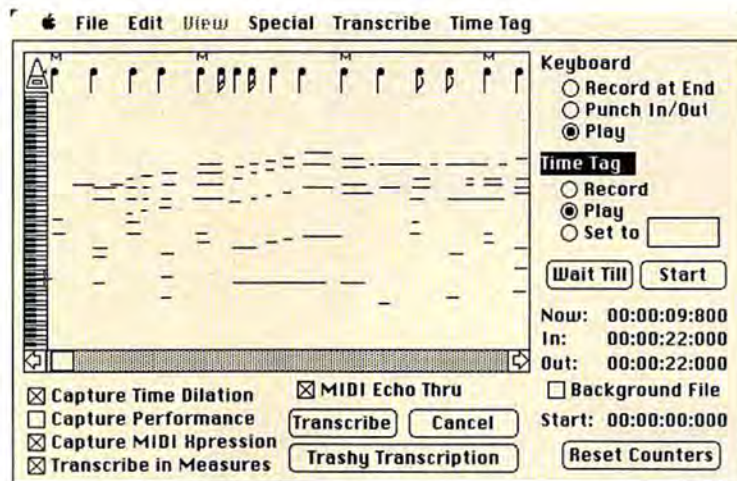 File Edit View Special Transcribe Time Tag
M M M M
Keyboard
Record at End
Punch In/Out
Play
Time Tag
Record
Play
Set to
Wait Till Start
Now: 00:00:09:800
In: 00:00:22:000
Out: 00:00:22:000
Background File
Start: 00:00:00:000
Reset Counters
Capture Time Dilation
Capture Performance
Capture MIDI Xpression
Transcribe in Measures
MIDI Echo Thru
Transcribe Cancel
Trashy Transcription